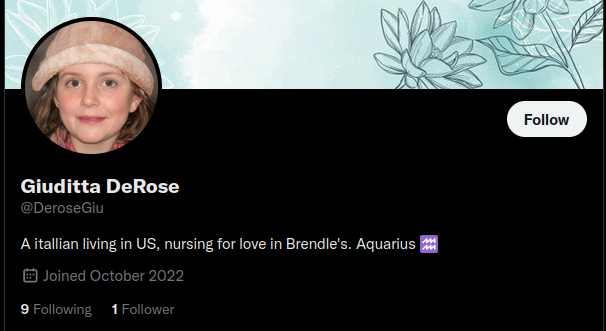 Follow
Giuditta DeRose
@DeroseGiu
A itallian living in US, nursing for love in Brendle's. Aquarius ♒
Joined October 2022
9 Following 1 Follower